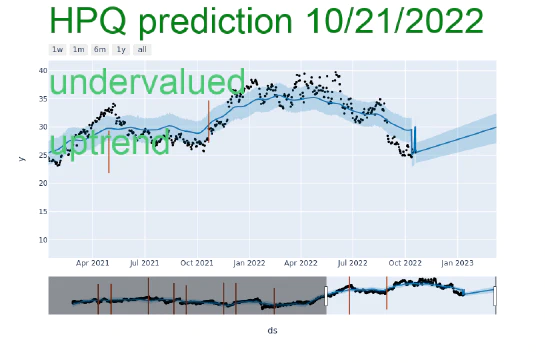 HPQ prediction 10/21/2022
1w 1m 6m 1y all
undervalued
uptrend
40
35
30
25
20
15
10
y
Apr 2021 Jul 2021 Oct 2021 Jan 2022 Apr 2022 Jul 2022 Oct 2022 Jan 2023
ds